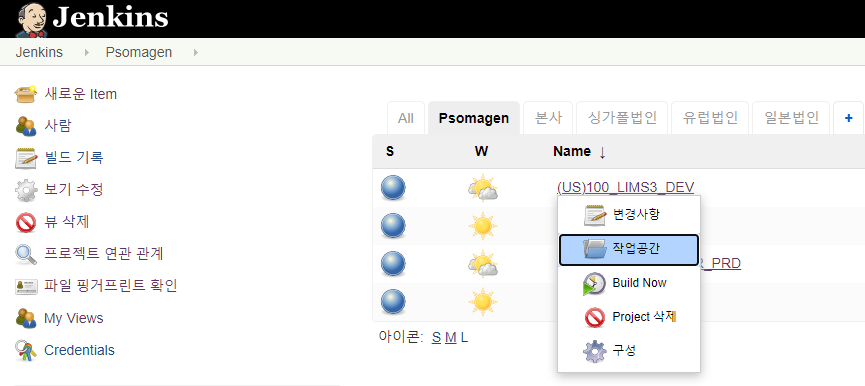 Jenkins
Jenkins Psomagen
새로운 Item
사람
빌드 기록
보기 수정
뷰 삭제
프로젝트 연관 관계
파일 핑거프린트 확인
My Views
Credentials
All Psomagen 본사 싱가폴법인 유럽법인 일본법인 +
S W Name ↓
(US)100_LIMS3_DEV
_PRD
변경사항
작업공간
Build Now
Project 삭제
구성
아이콘: S M L